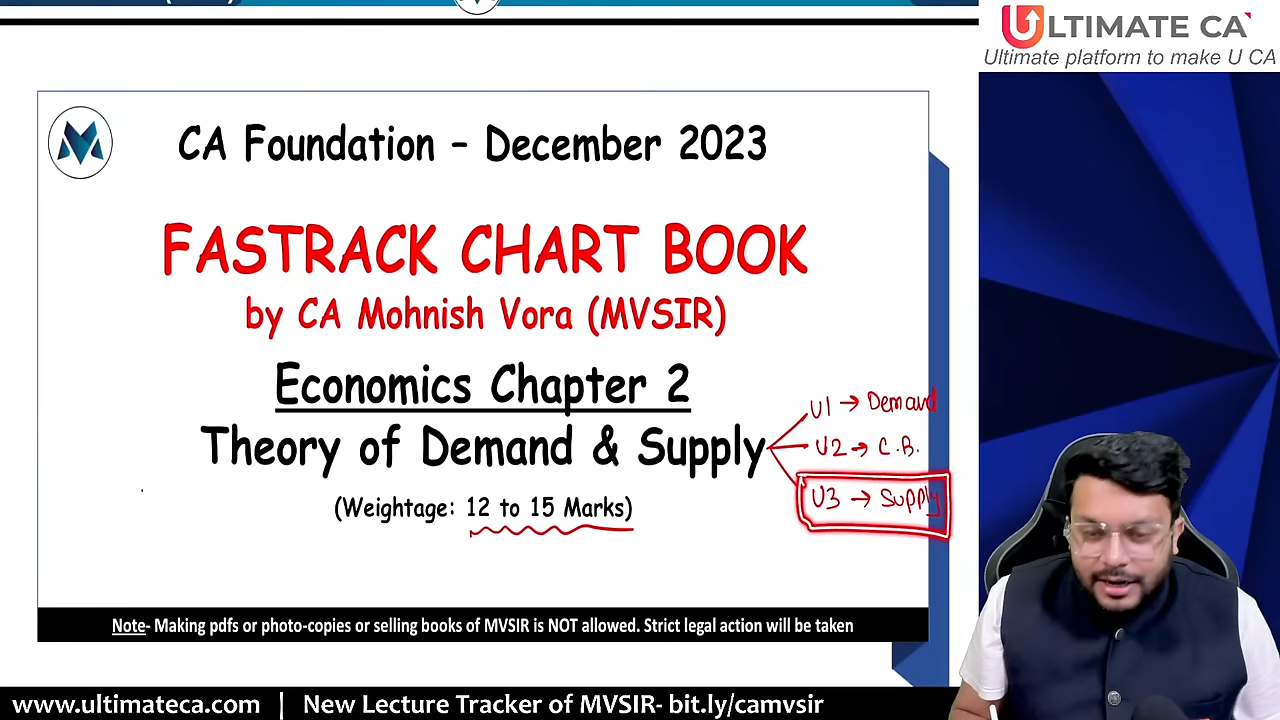 ULTIMATE CA
Ultimate platform to make U CA
CA Foundation – December 2023
FASTRACK CHART BOOK
by CA Mohnish Vora (MVSIR)
Economics Chapter 2
Theory of Demand & Supply
U1 → Demand
U2 → C.B.
U3 → Supply
(Weightage: 12 to 15 Marks)
Note- Making pdfs or photo-copies or selling books of MVSIR is NOT allowed. Strict legal action will be taken
www.ultimateca.com | New Lecture Tracker of MVSIR- bit.ly/camvsir